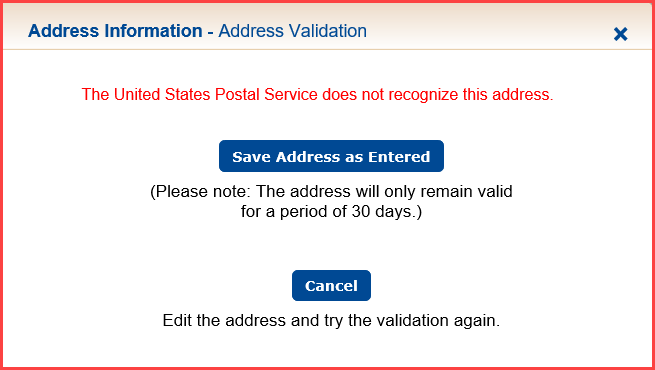 Address Information - Address Validation
The United States Postal Service does not recognize this address.
Save Address as Entered
(Please note: The address will only remain valid
for a period of 30 days.)
Cancel
Edit the address and try the validation again.